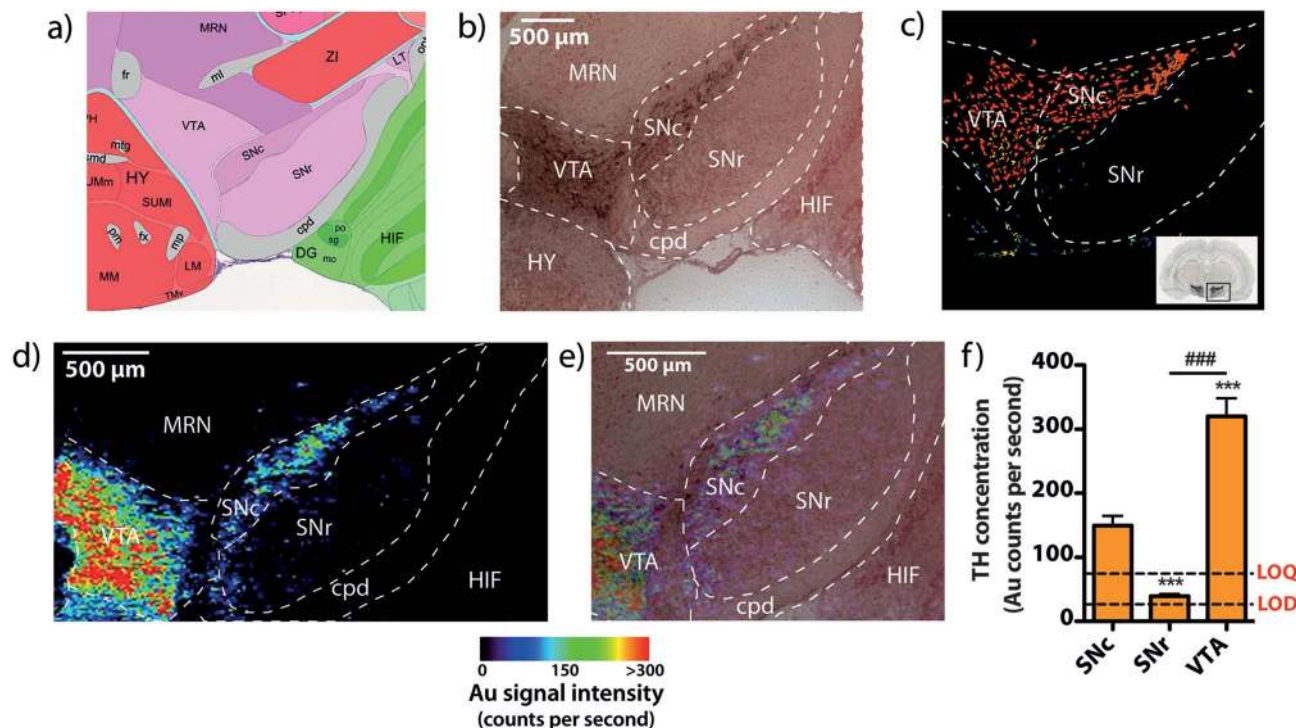 a)
MRN
ZI
fr
ml
LT
VTA
SNc
SNr
mtg
smd
HY
SUMl
cpd
po
sg
DG
mo
HIF
pm
fx
mp
MM
LM
TMv
b)
500 µm
MRN
SNc
VTA
SNr
HIF
cpd
HY
c)
SNc
VTA
SNr
d)
500 µm
MRN
SNc
SNr
VTA
cpd
HIF
e)
500 µm
MRN
SNc
SNr
VTA
HIF
cpd
0 150 >300
Au signal intensity
(counts per second)
f)
TH concentration
(Au counts per second)
400
300
200
100
0
###
***
***
LOQ
LOD
SNc
SNr
VTA